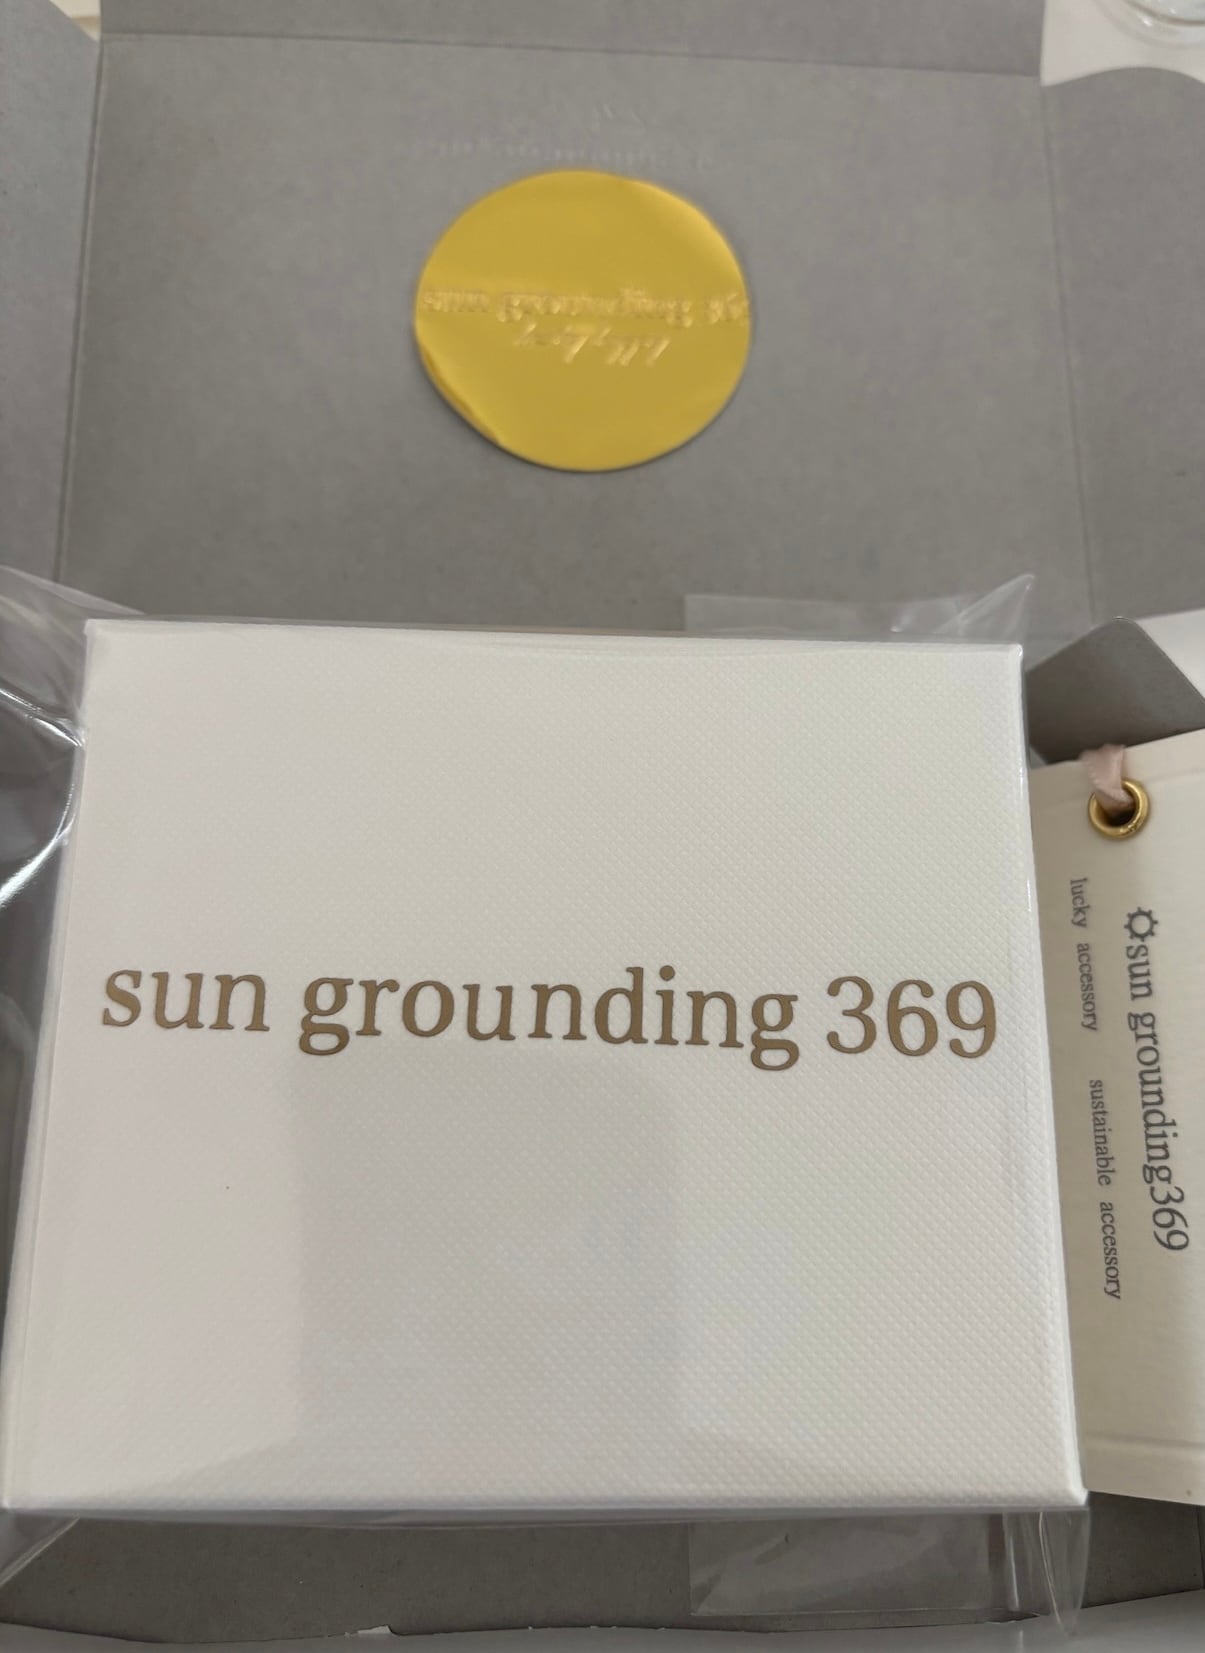 sun grounding 369
sun grounding 369
sun grounding369
lucky accessory sustainable accessory